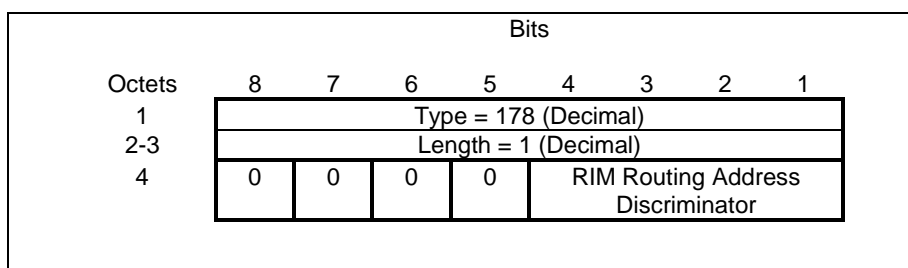 Bits
Octets 8 7 6 5 4 3 2 1
1 Type = 178 (Decimal)
2-3 Length = 1 (Decimal)
4 0 0 0 0 RIM Routing Address
Discriminator